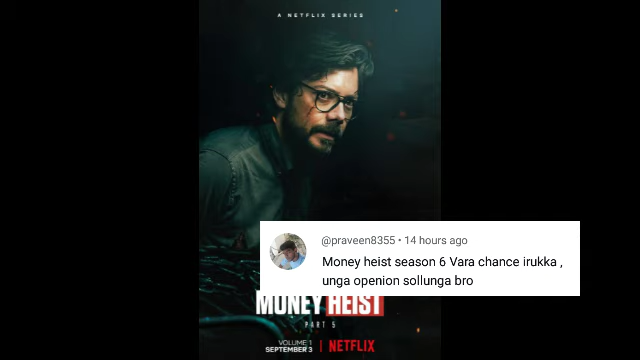 A NETFLIX SERIES
@praveen8355 • 14 hours ago
Money heist season 6 Vara chance irukka ,
unga openion sollunga bro
MONEY HEIST
PART 5
VOLUME 1
SEPTEMBER 3 | NETFLIX